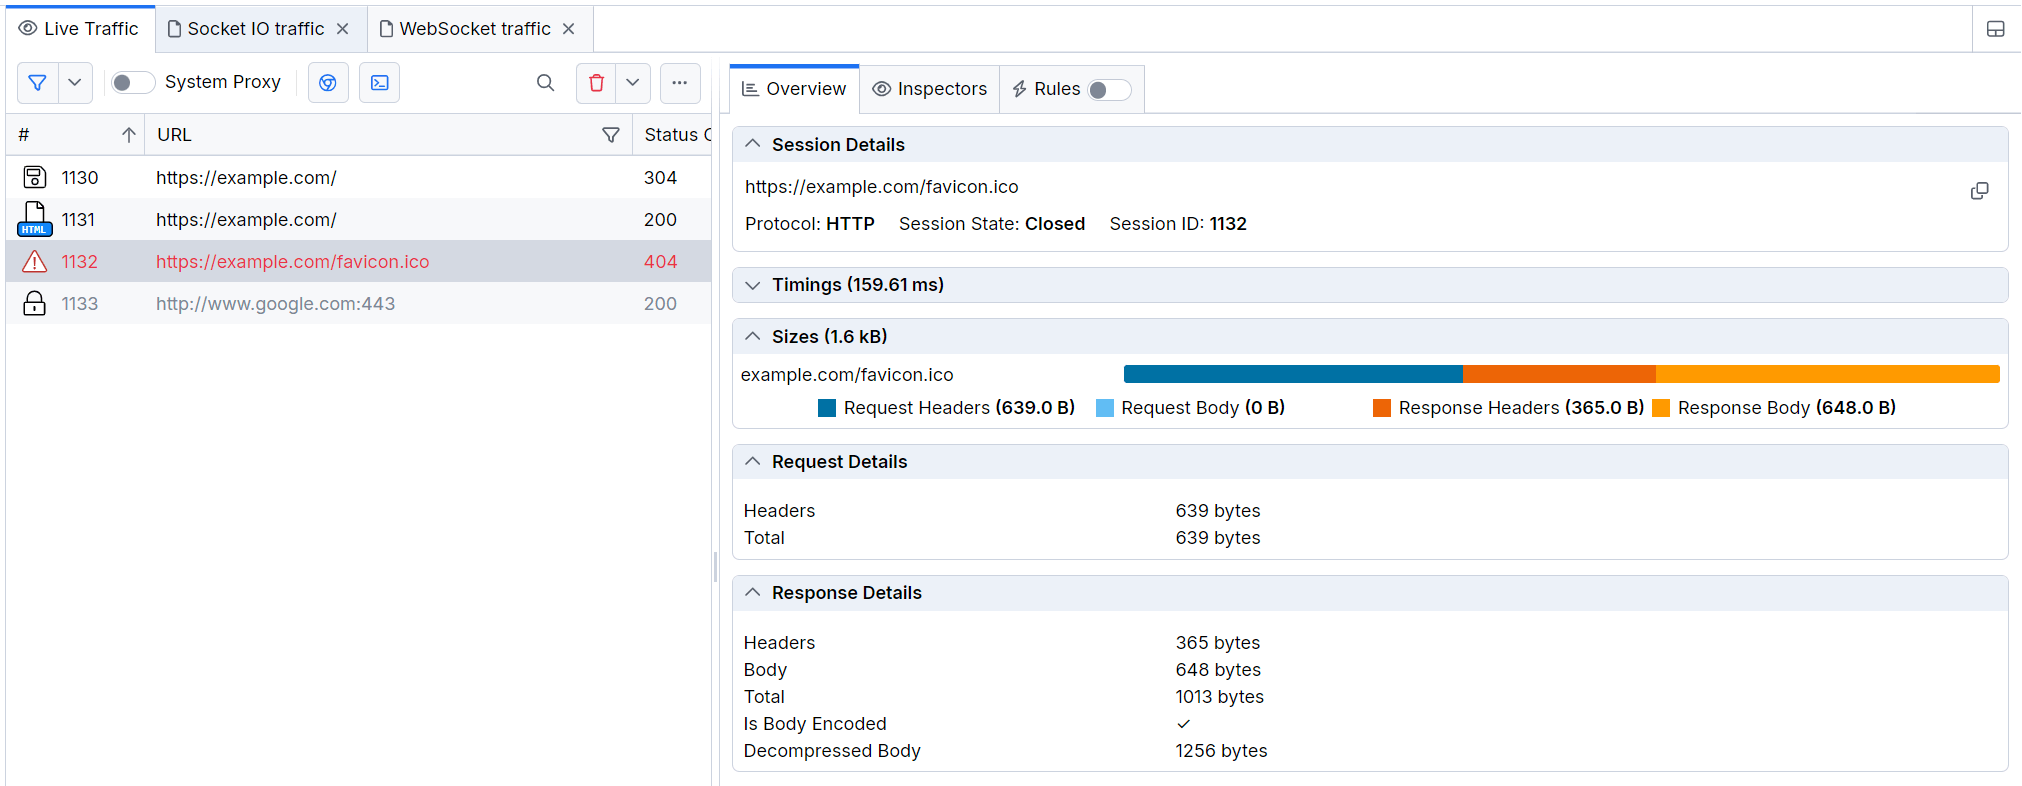 Live Traffic Socket IO traffic WebSocket traffic
System Proxy
Overview Inspectors Rules
# URL Status C
1130 https://example.com/ 304
1131 https://example.com/ 200
HTML
1132 https://example.com/favicon.ico 404
1133 http://www.google.com:443 200
Session Details
https://example.com/favicon.ico
Protocol: HTTP Session State: Closed Session ID: 1132
Timings (159.61 ms)
Sizes (1.6 kB)
example.com/favicon.ico
Request Headers (639.0 B) Request Body (0 B) Response Headers (365.0 B) Response Body (648.0 B)
Request Details
Headers 639 bytes
Total 639 bytes
Response Details
Headers 365 bytes
Body 648 bytes
Total 1013 bytes
Is Body Encoded ✓
Decompressed Body 1256 bytes